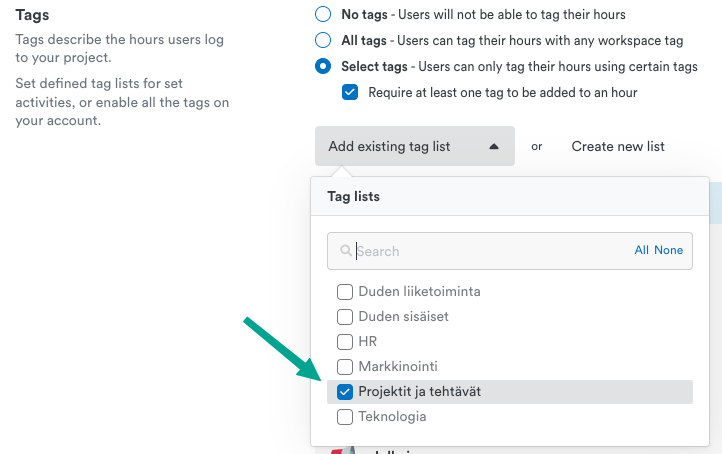 Tags
Tags describe the hours users log
to your project.
Set defined tag lists for set
activities, or enable all the tags on
your account.
No tags - Users will not be able to tag their hours
All tags - Users can tag their hours with any workspace tag
Select tags - Users can only tag their hours using certain tags
Require at least one tag to be added to an hour
Add existing tag list
or
Create new list
Tag lists
Search
All None
Duden liiketoiminta
Duden sisäiset
HR
Markkinointi
Projektit ja tehtävät
Teknologia